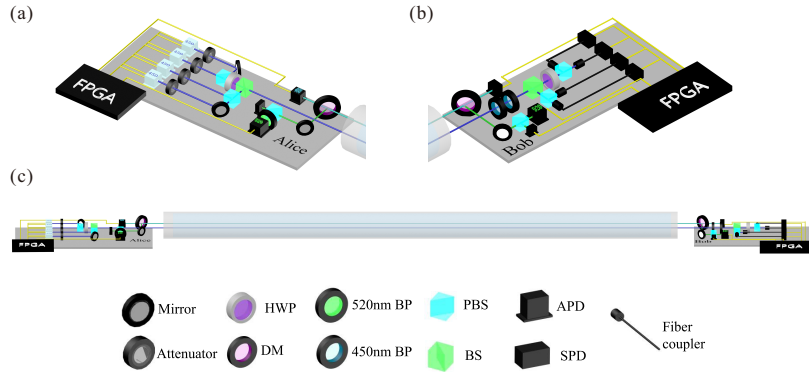 (a)
(b)
FPGA
Alice
FPGA
Bob
(c)
FPGA
Alice
Bob
FPGA
Mirror
HWP
520nm BP
PBS
APD
Fiber
coupler
Attenuator
DM
450nm BP
BS
SPD